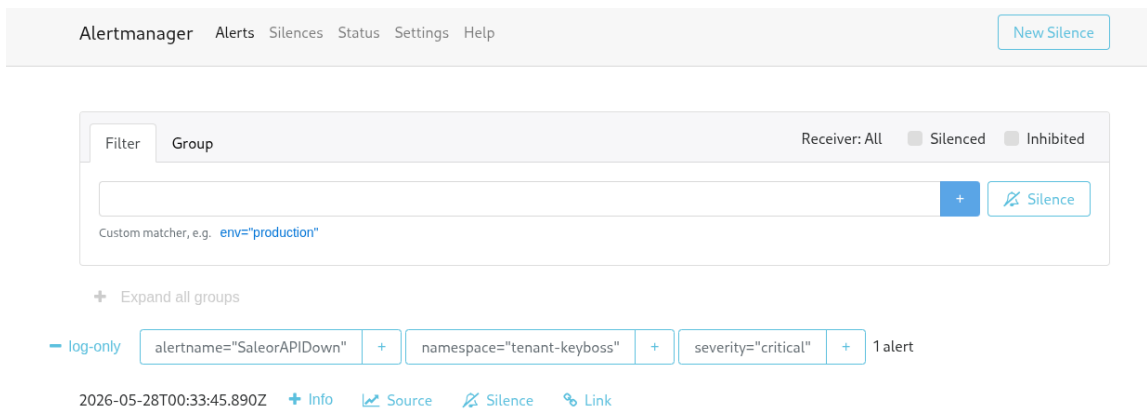 Alertmanager Alerts Silences Status Settings Help New Silence
Filter Group Receiver: All Silenced Inhibited
+ Silence
Custom matcher, e.g. env="production"
+ Expand all groups
− log-only alertname="SaleorAPIDown" + namespace="tenant-keyboss" + severity="critical" + 1 alert
2026-05-28T00:33:45.890Z + Info Source Silence Link